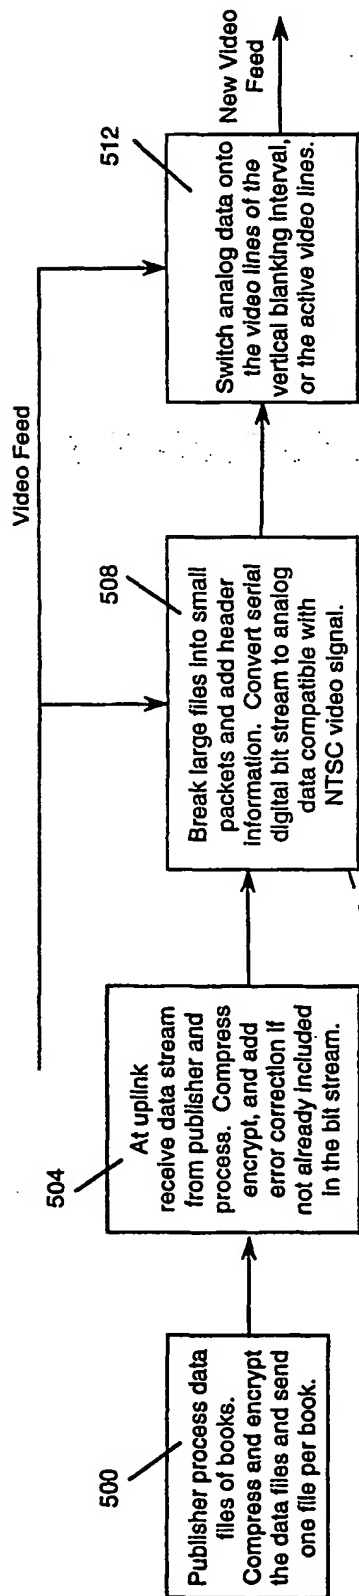 500
Publisher process data
files of books.
Compress and encrypt
the data files and send
one file per book.
504
At uplink
receive data stream
from publisher and
process. Compress
encrypt, and add
error correction if
not already included
in the bit stream.
Video Feed
508
Break large files into small
packets and add header
information. Convert serial
digital bit stream to analog
data compatible with
NTSC video signal.
512
Switch analog data onto
the video lines of the
vertical blanking interval,
or the active video lines.
New Video
Feed